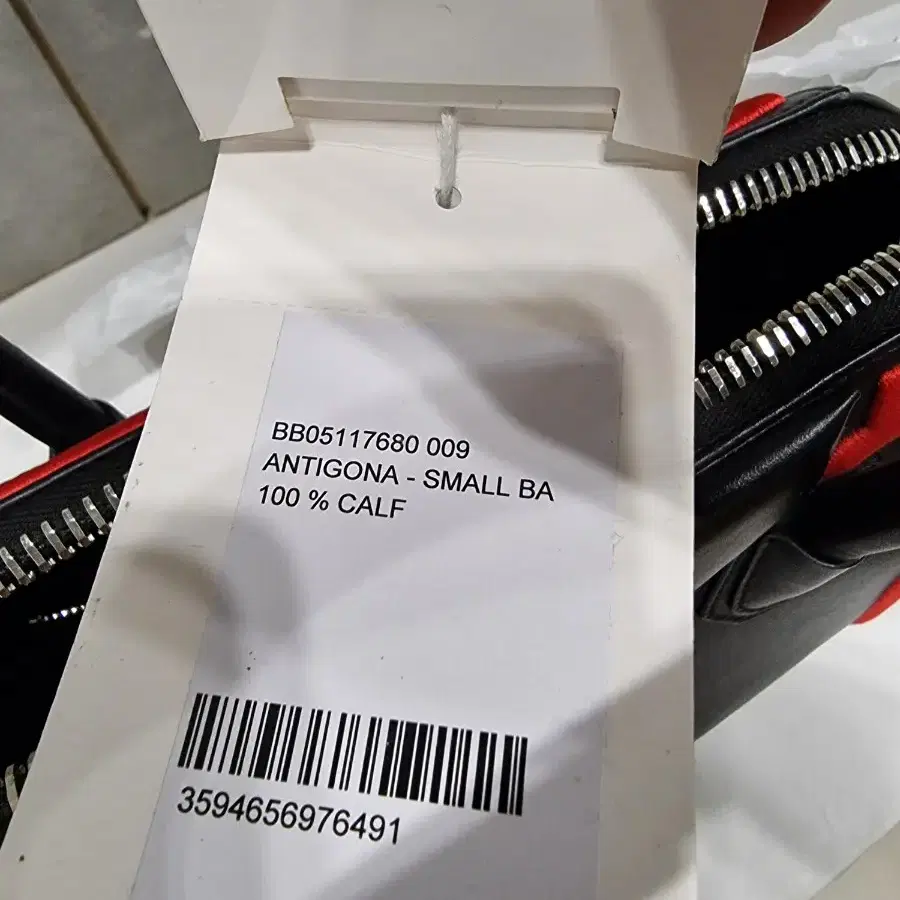 BB05117680 009
ANTIGONA - SMALL BA
100 % CALF
3594656976491